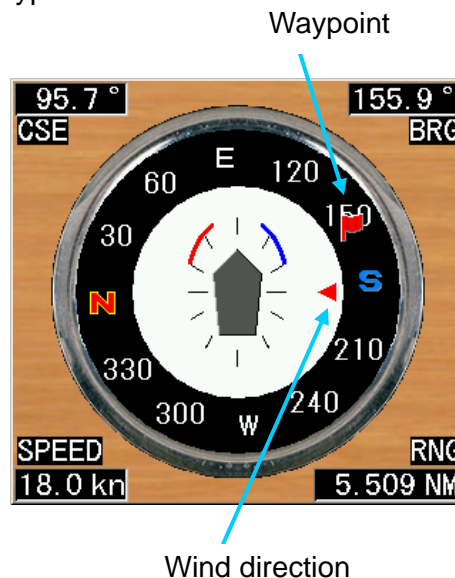 Waypoint
95.7°
155.9°
CSE
BRG
E
120
150
S
210
240
W
300
330
N
30
60
SPEED
RNG
18.0 kn
5.509 NM
Wind direction